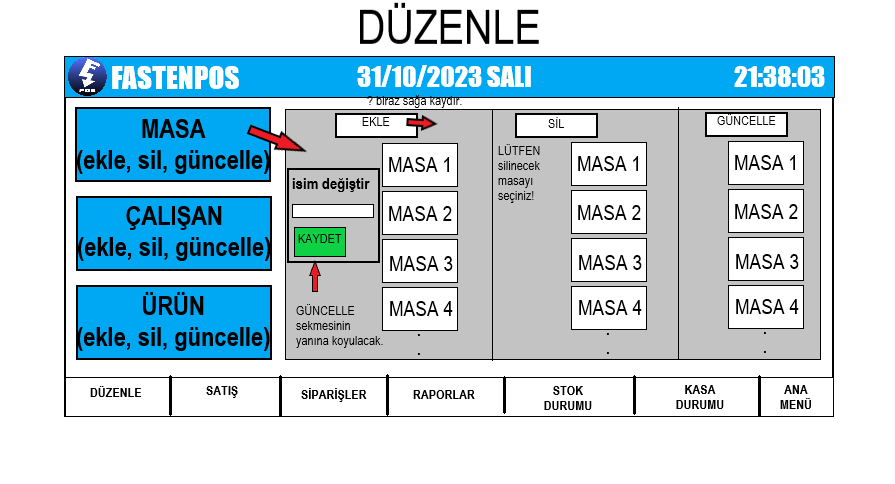 DÜZENLE
FASTENPOS
31/10/2023 SALI
21:38:03
POS
? biraz sağa kaydır.
MASA
(ekle, sil, güncelle)
ÇALIŞAN
(ekle, sil, güncelle)
ÜRÜN
(ekle, sil, güncelle)
EKLE
isim değiştir
KAYDET
GÜNCELLE
sekmesinin
yanına koyulacak.
MASA 1
MASA 2
MASA 3
MASA 4
.
.
SİL
LÜTFEN
silinecek
masayı
seçiniz!
MASA 1
MASA 2
MASA 3
MASA 4
.
.
GÜNCELLE
MASA 1
MASA 2
MASA 3
MASA 4
.
.
DÜZENLE
SATIŞ
SİPARİŞLER
RAPORLAR
STOK
DURUMU
KASA
DURUMU
ANA
MENÜ